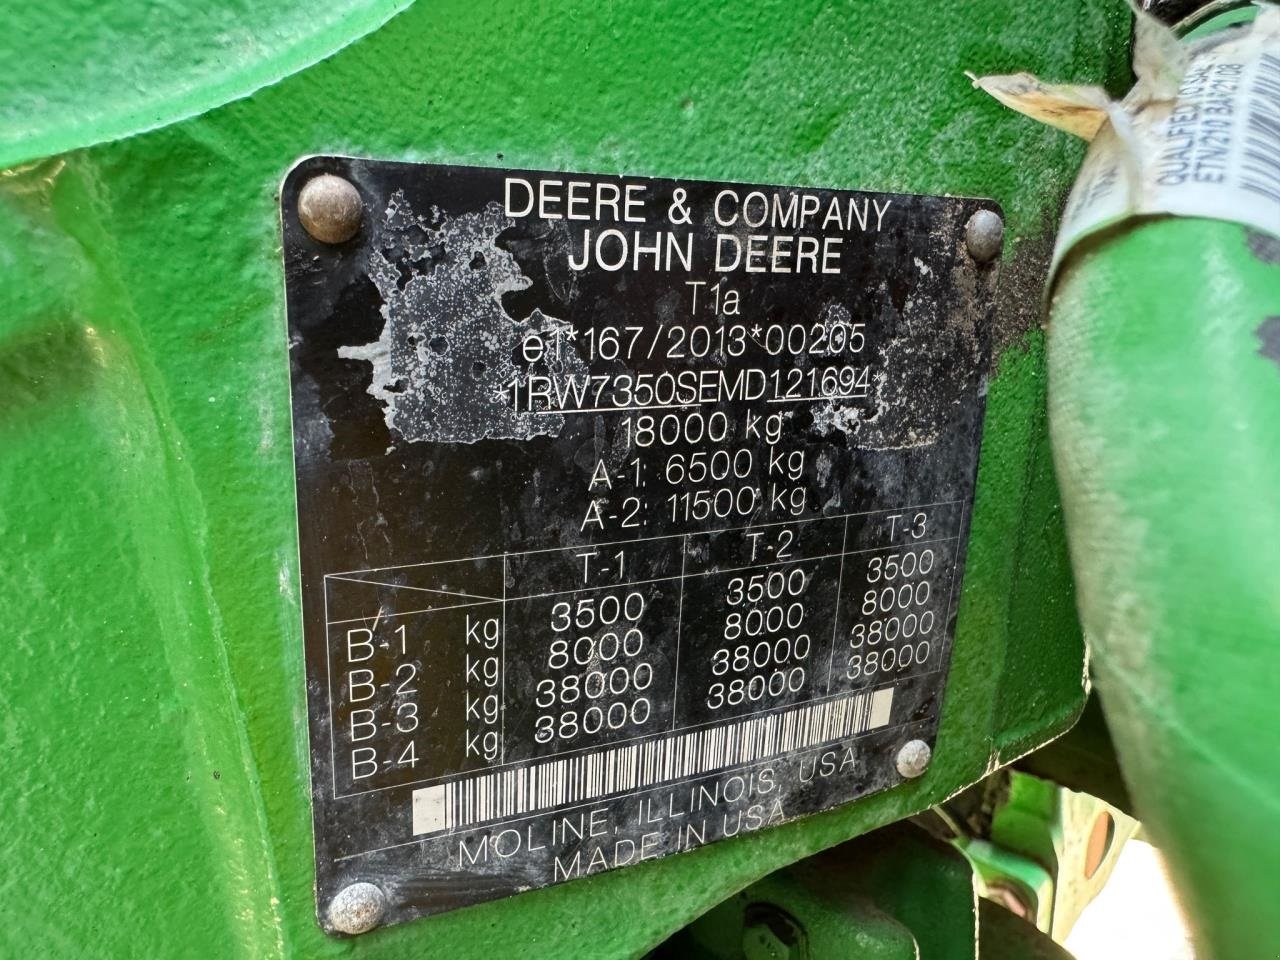 DEERE & COMPANY
JOHN DEERE
T1a
e1*167/2013*00205
*1RW7350SEMD121694*
18000 kg
A-1: 6500 kg
A-2: 11500 kg
T-1 T-2 T-3
B-1 kg 3500 3500 3500
B-2 kg 8000 8000 8000
B-3 kg 38000 38000 38000
B-4 kg 38000 38000 38000
MOLINE, ILLINOIS, USA
MADE IN USA